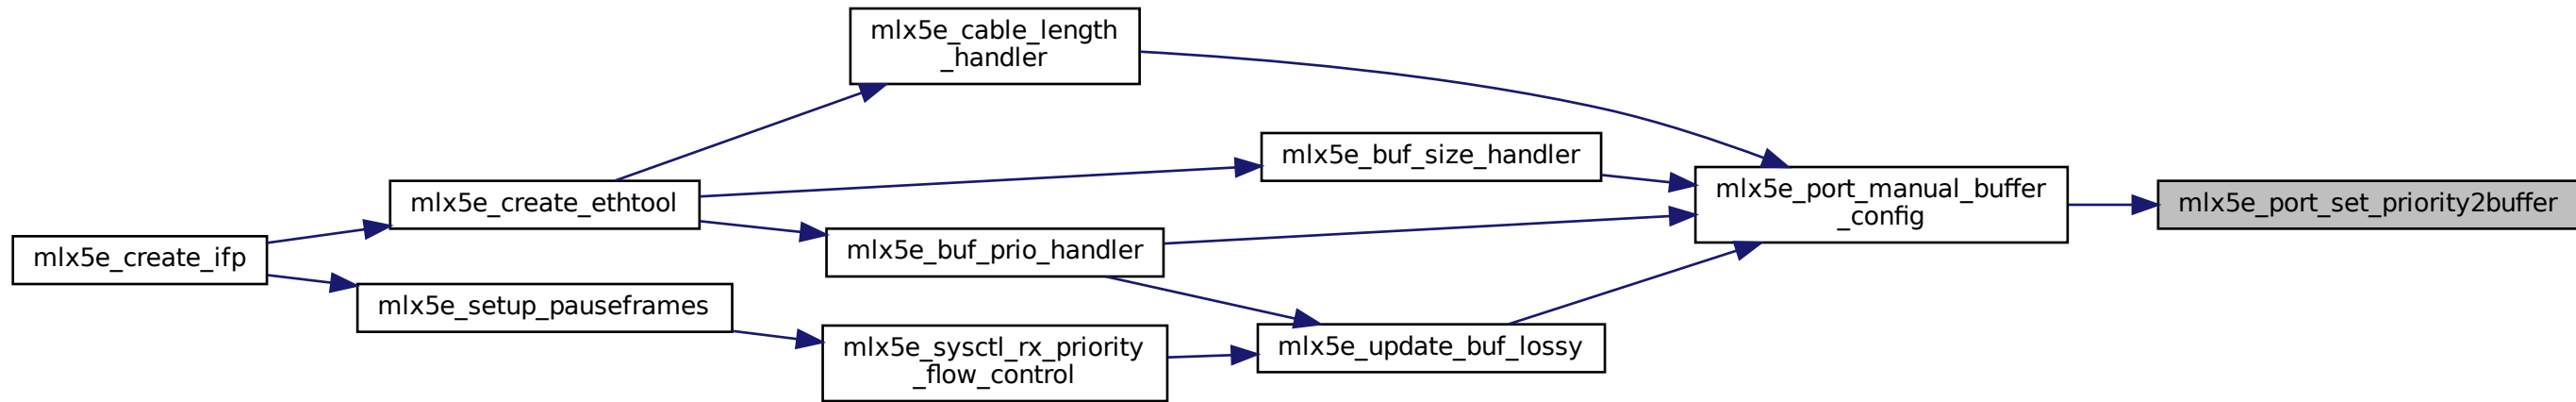 mlx5e_cable_length
_handler
mlx5e_buf_size_handler
mlx5e_port_manual_buffer
_config
mlx5e_port_set_priority2buffer
mlx5e_create_ethtool
mlx5e_buf_prio_handler
mlx5e_create_ifp
mlx5e_setup_pauseframes
mlx5e_sysctl_rx_priority
_flow_control
mlx5e_update_buf_lossy